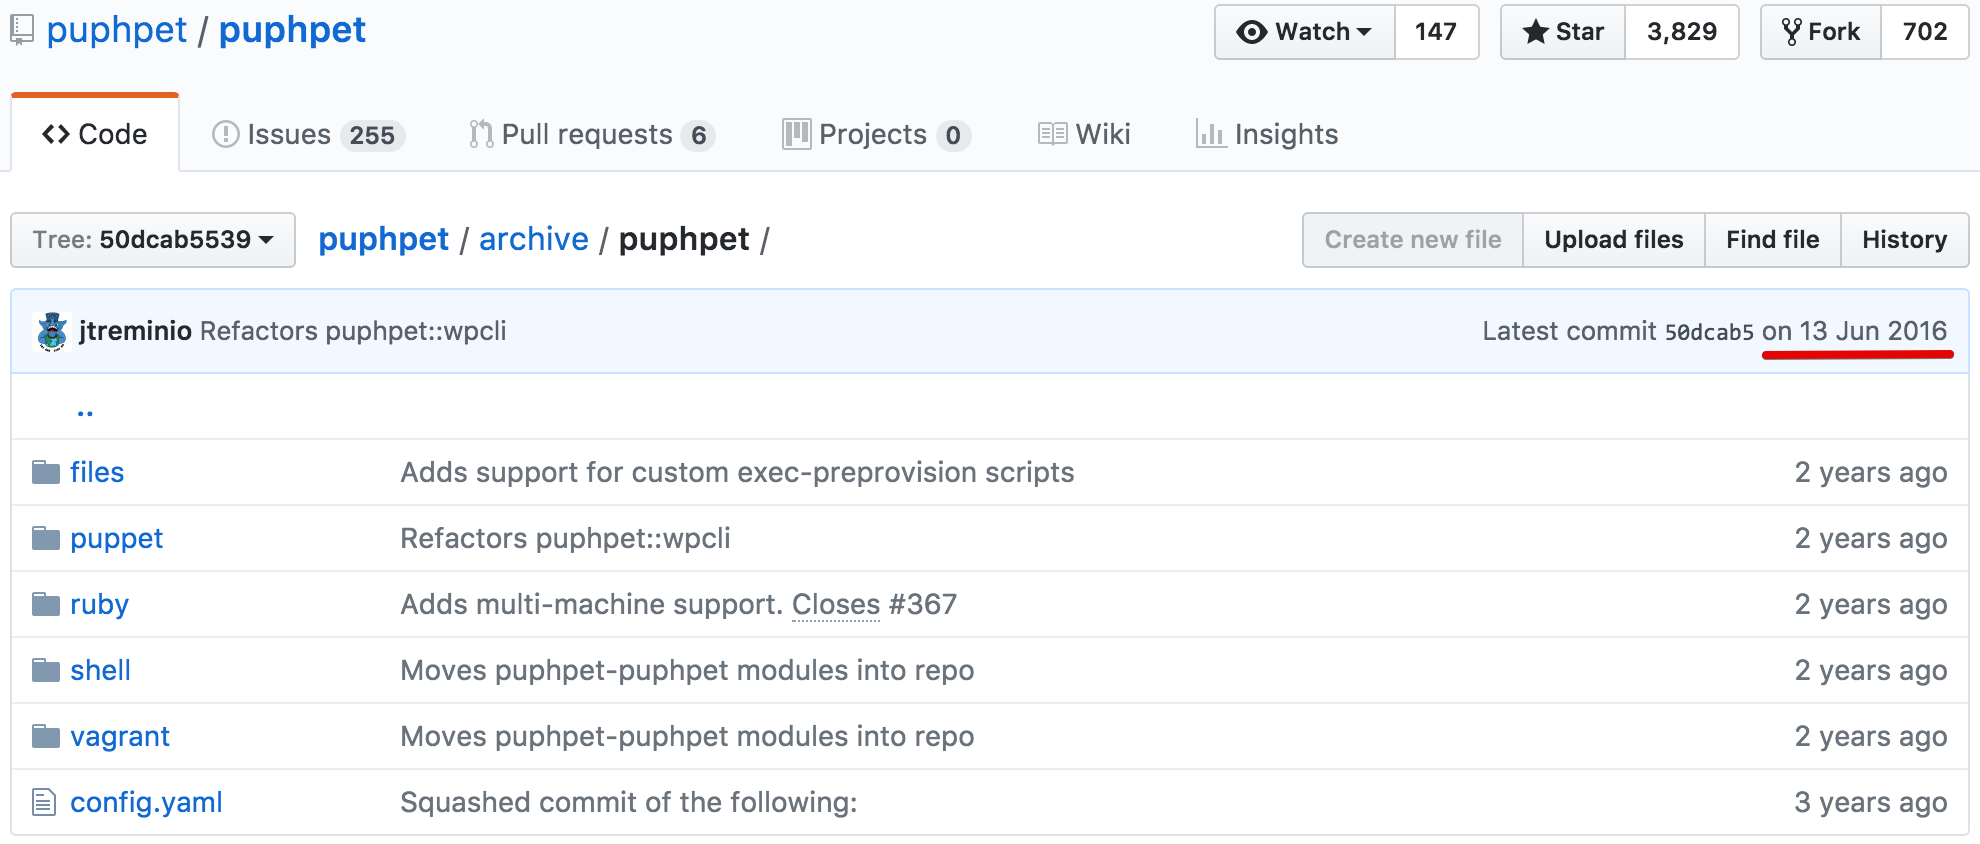 puphpet / puphpet Watch 147 Star 3,829 Fork 702
Code Issues 255 Pull requests 6 Projects 0 Wiki Insights
Tree: 50dcab5539 puphpet / archive / puphpet / Create new file Upload files Find file History
jtreminio Refactors puphpet::wpcli Latest commit 50dcab5 on 13 Jun 2016
..
files Adds support for custom exec-preprovision scripts 2 years ago
puppet Refactors puphpet::wpcli 2 years ago
ruby Adds multi-machine support. Closes #367 2 years ago
shell Moves puphpet-puphpet modules into repo 2 years ago
vagrant Moves puphpet-puphpet modules into repo 2 years ago
config.yaml Squashed commit of the following: 3 years ago